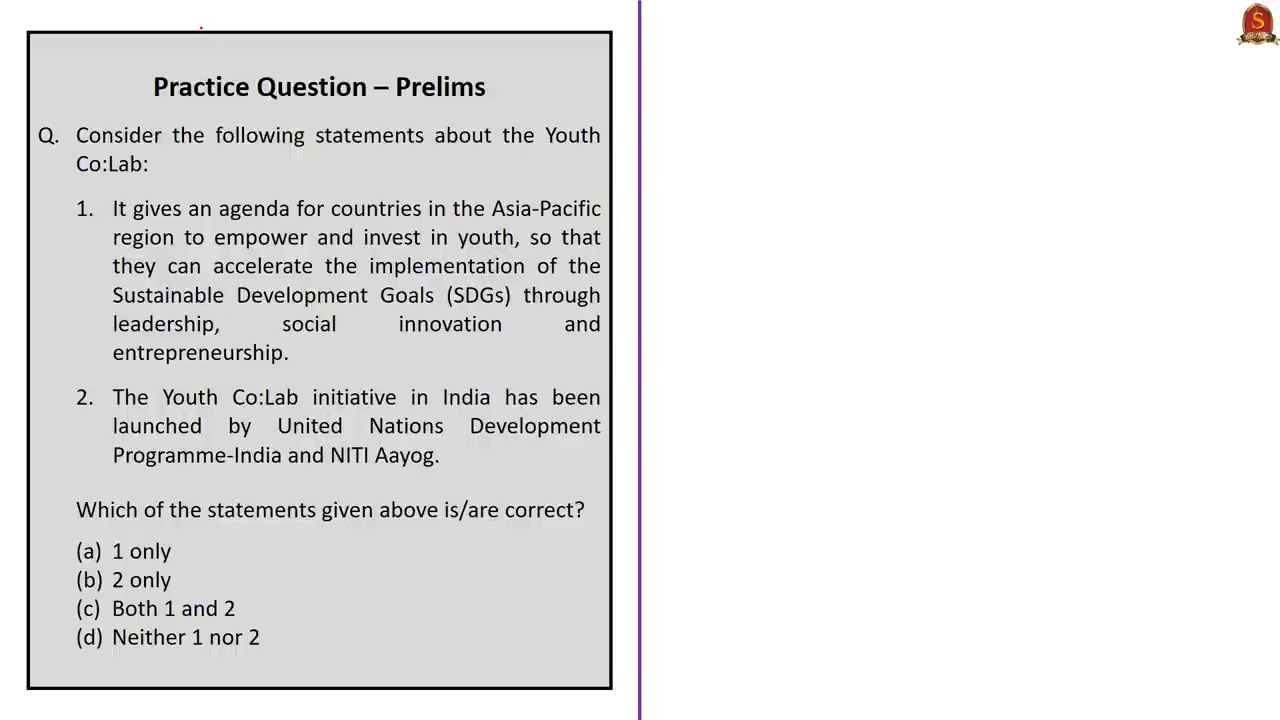 Practice Question – Prelims
Q. Consider the following statements about the Youth
Co:Lab:
1. It gives an agenda for countries in the Asia-Pacific
region to empower and invest in youth, so that
they can accelerate the implementation of the
Sustainable Development Goals (SDGs) through
leadership, social innovation and
entrepreneurship.
2. The Youth Co:Lab initiative in India has been
launched by United Nations Development
Programme-India and NITI Aayog.
Which of the statements given above is/are correct?
(a) 1 only
(b) 2 only
(c) Both 1 and 2
(d) Neither 1 nor 2
S